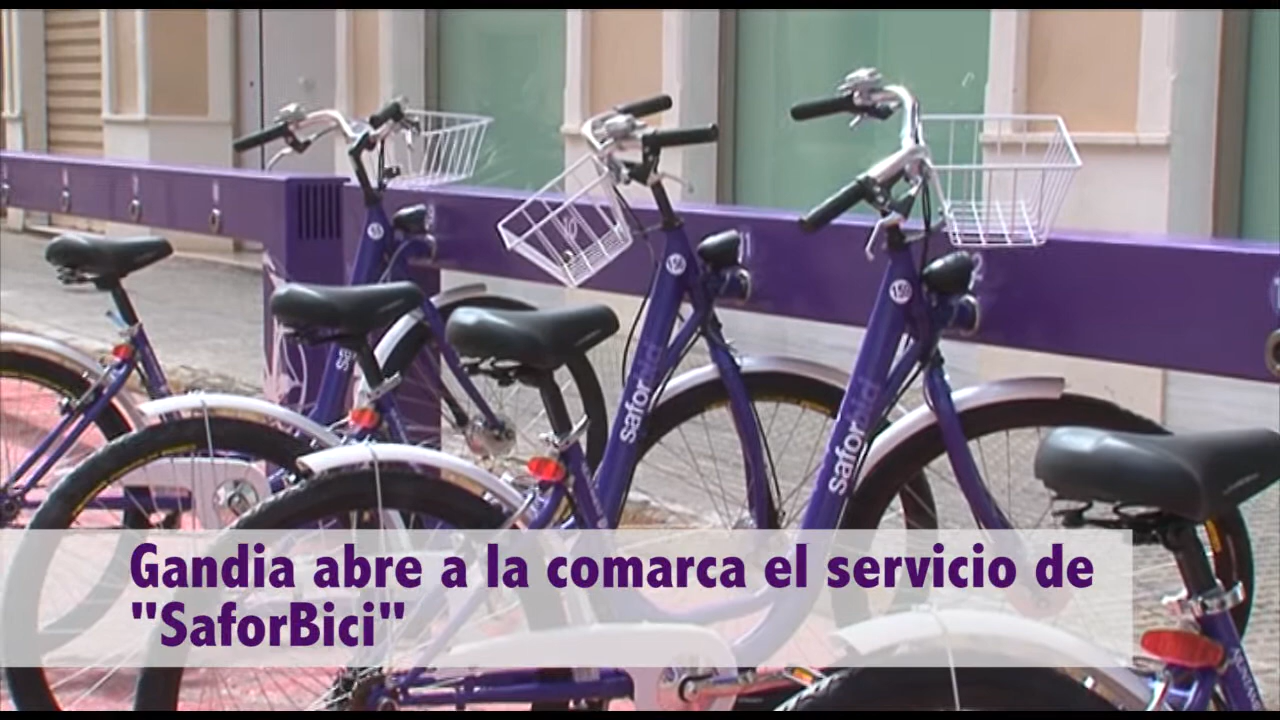 Gandia abre a la comarca el servicio de
"SaforBici"
saforbici
saforbici